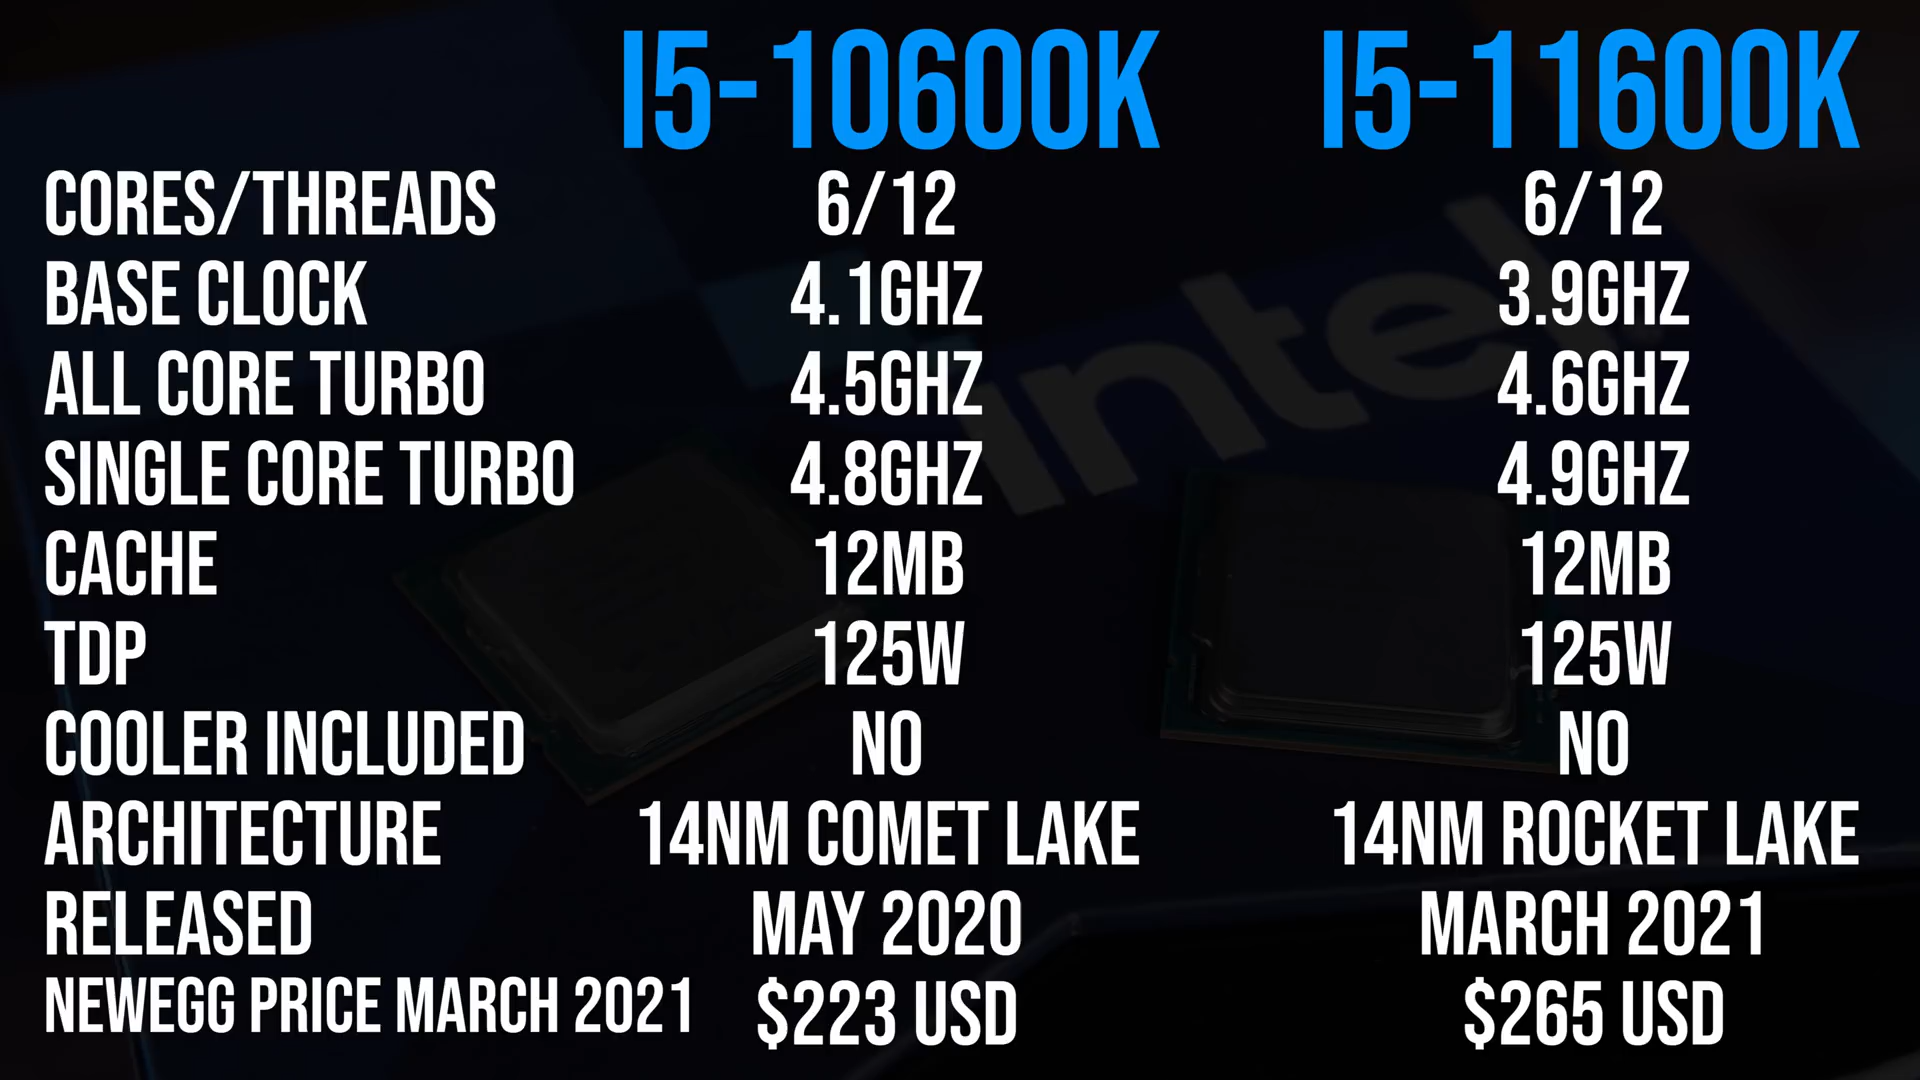 I5-10600K I5-11600K
CORES/THREADS 6/12 6/12
BASE CLOCK 4.1GHZ 3.9GHZ
ALL CORE TURBO 4.5GHZ 4.6GHZ
SINGLE CORE TURBO 4.8GHZ 4.9GHZ
CACHE 12MB 12MB
TDP 125W 125W
COOLER INCLUDED NO NO
ARCHITECTURE 14NM COMET LAKE 14NM ROCKET LAKE
RELEASED MAY 2020 MARCH 2021
NEWEGG PRICE MARCH 2021 $223 USD $265 USD
intel